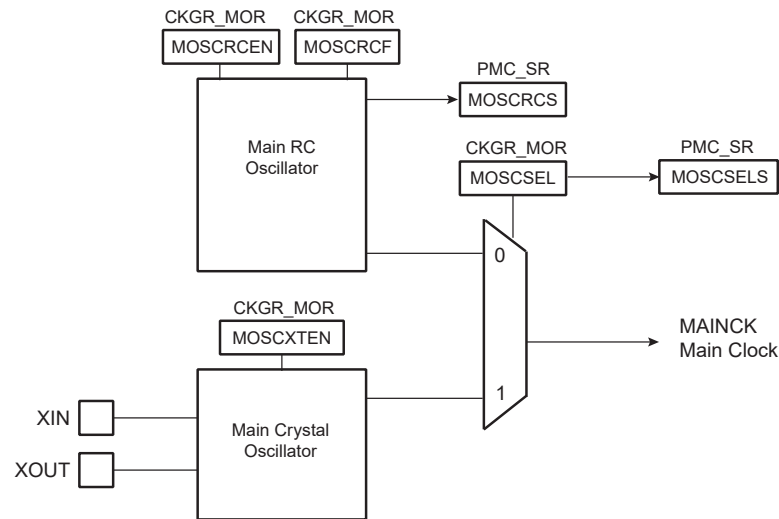 CKGR_MOR CKGR_MOR
MOSCRCEN MOSCRCF
PMC_SR
MOSCRCS
Main RC
Oscillator
CKGR_MOR PMC_SR
MOSCSEL MOSCSELS
0
CKGR_MOR
MOSCXTEN
MAINCK
Main Clock
1
XIN
XOUT
Main Crystal
Oscillator